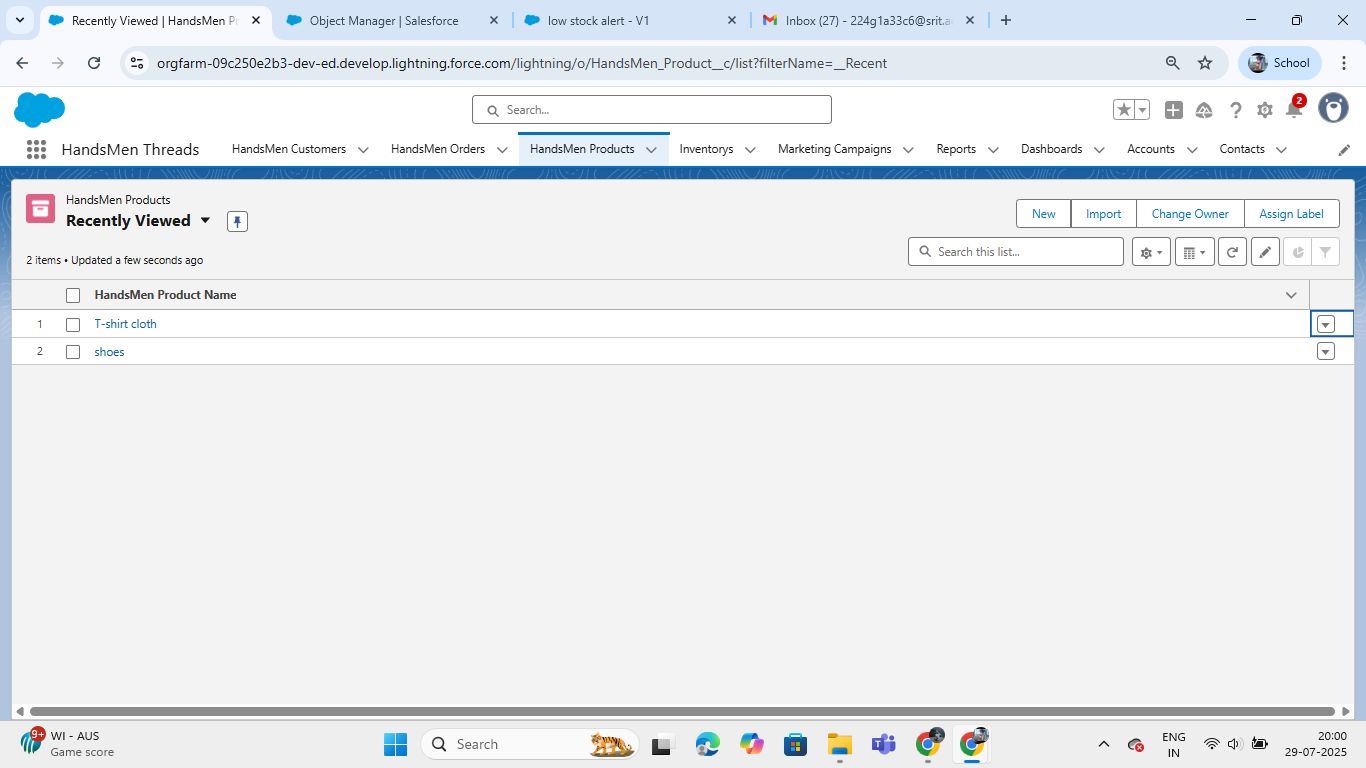 Recently Viewed | HandsMen Pr
Object Manager | Salesforce
low stock alert - V1
Inbox (27) - 224g1a33c6@srit.a
orgfarm-09c250e2b3-dev-ed.develop.lightning.force.com/lightning/o/HandsMen_Product__c/list?filterName=__Recent
School
Search...
2
HandsMen Threads
HandsMen Customers
HandsMen Orders
HandsMen Products
Inventorys
Marketing Campaigns
Reports
Dashboards
Accounts
Contacts
HandsMen Products
Recently Viewed
New
Import
Change Owner
Assign Label
2 items • Updated a few seconds ago
Search this list...
HandsMen Product Name
1 T-shirt cloth
2 shoes
9+
WI - AUS
Game score
Search
ENG
IN
20:00
29-07-2025